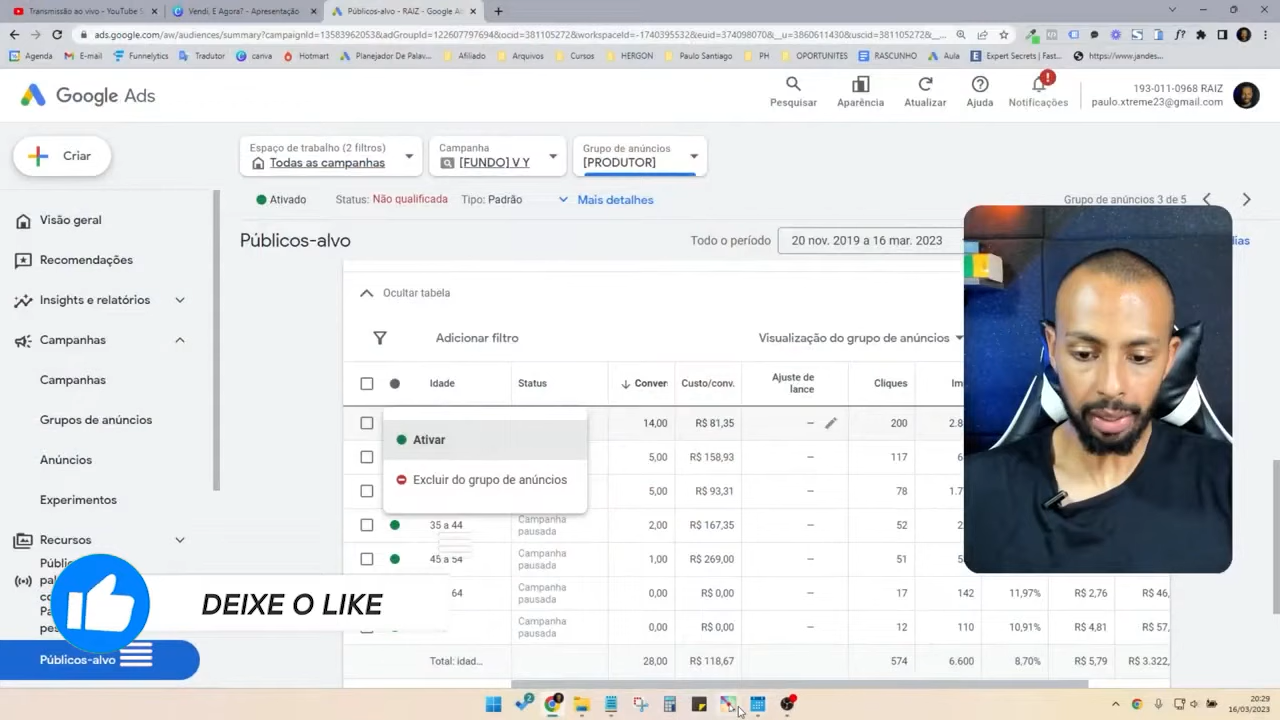 Transmissão ao vivo - YouTube S
Vendi, E Agora? - Apresentação
Públicos-alvo - RAIZ - Google Ads
ads.google.com/aw/audiences/summary?campaignId=13583962053&adGroupId=122607797694&ocid=381105272&workspaceId=-1740395532&euid=374098070&__u=3860611430&uscid=381105272&__c=
Agenda
E-mail
Funnelytics
Tradutor
canva
Hotmart
Planejador De Palav...
Afiliado
Arquivos
Cursos
HERGON
Paulo Santiago
PH
OPORTUNITES
RASCUNHO
Aula
Expert Secrets | Fast...
https://www.jandes...
Google Ads
Pesquisar
Aparência
Atualizar
Ajuda
Notificações
193-011-0968 RAIZ
paulo.xtreme23@gmail.com
Criar
Espaço de trabalho (2 filtros)
Todas as campanhas
Campanha
[FUNDO] V Y
Grupo de anúncios
[PRODUTOR]
Ativado
Status: Não qualificada
Tipo: Padrão
Mais detalhes
Grupo de anúncios 3 de 5
Visão geral
Recomendações
Insights e relatórios
Campanhas
Campanhas
Grupos de anúncios
Anúncios
Experimentos
Recursos
Públicos-alvo
Públicos-alvo
Todo o período
20 nov. 2019 a 16 mar. 2023
Ocultar tabela
Adicionar filtro
Visualização do grupo de anúncios
Idade Status Conver Custo/conv. Ajuste de lance Cliques Im
Ativar
Excluir do grupo de anúncios
14,00 R$ 81,35 – 200 2.8
5,00 R$ 158,93 – 117 6
5,00 R$ 93,31 – 78 1.7
35 a 44 Campanha pausada 2,00 R$ 167,35 – 52 2
45 a 54 Campanha pausada 1,00 R$ 269,00 – 51 5
64 Campanha pausada 0,00 R$ 0,00 – 17 142 11,97% R$ 2,76 R$ 46,
Campanha pausada 0,00 R$ 0,00 – 12 110 10,91% R$ 4,81 R$ 57,
Total: idad... 28,00 R$ 118,67 574 6.600 8,70% R$ 5,79 R$ 3.322,
DEIXE O LIKE
20:29
16/03/2023